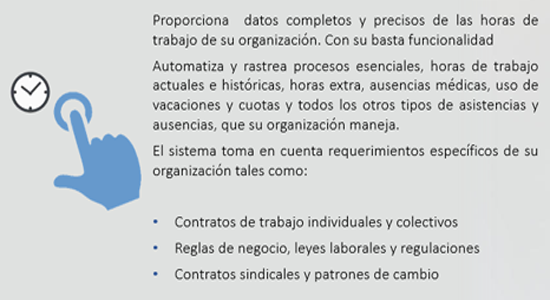 Proporciona datos completos y precisos de las horas de
trabajo de su organización. Con su basta funcionalidad
Automatiza y rastrea procesos esenciales, horas de trabajo
actuales e históricas, horas extra, ausencias médicas, uso de
vacaciones y cuotas y todos los otros tipos de asistencias y
ausencias, que su organización maneja.
El sistema toma en cuenta requerimientos específicos de su
organización tales como:
• Contratos de trabajo individuales y colectivos
• Reglas de negocio, leyes laborales y regulaciones
• Contratos sindicales y patrones de cambio